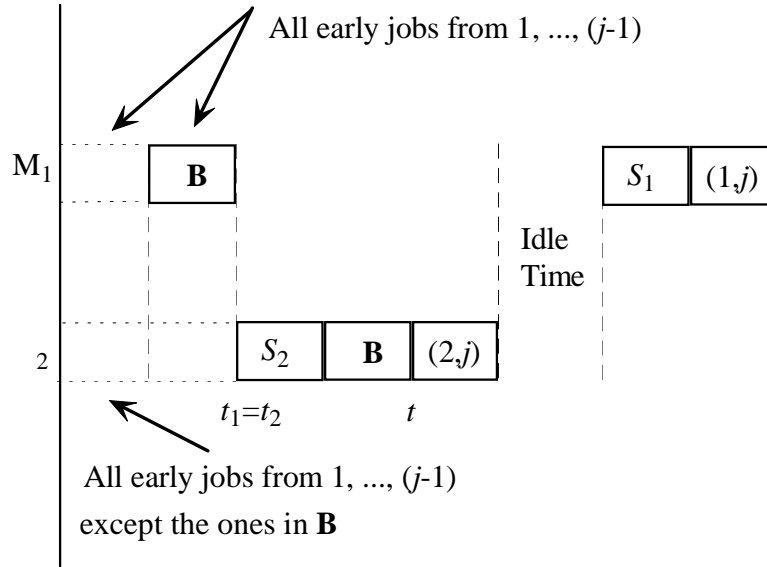 All early jobs from 1, ..., (j-1)
M1
B
S1
(1,j)
Idle
Time
2
S2
B
(2,j)
t1=t2
t
All early jobs from 1, ..., (j-1)
except the ones in B